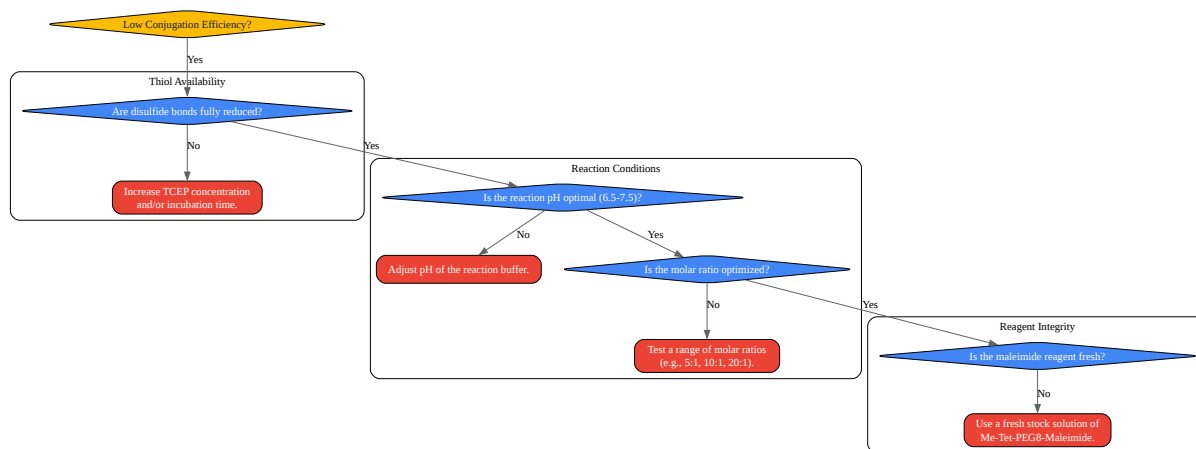 Low Conjugation Efficiency?
Yes
Thiol Availability
Are disulfide bonds fully reduced?
No
Yes
Increase TCEP concentration
and/or incubation time.
Reaction Conditions
Is the reaction pH optimal (6.5-7.5)?
No
Yes
Adjust pH of the reaction buffer.
Is the molar ratio optimized?
No
Yes
Test a range of molar ratios
(e.g., 5:1, 10:1, 20:1).
Reagent Integrity
Is the maleimide reagent fresh?
No
Use a fresh stock solution of
Me-Tet-PEG8-Maleimide.